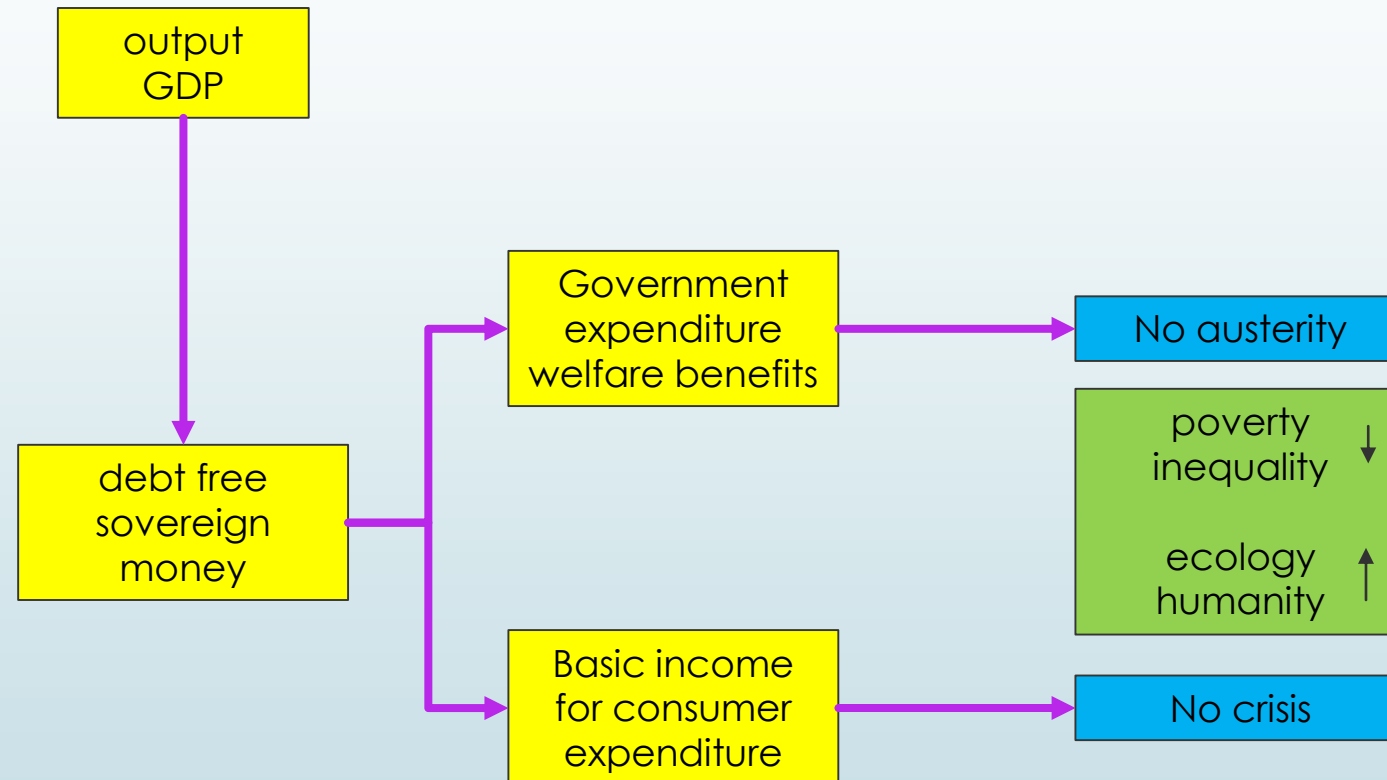 output
GDP
debt free
sovereign
money
Government
expenditure
welfare benefits
Basic income
for consumer
expenditure
No austerity
poverty
inequality
ecology
humanity
No crisis